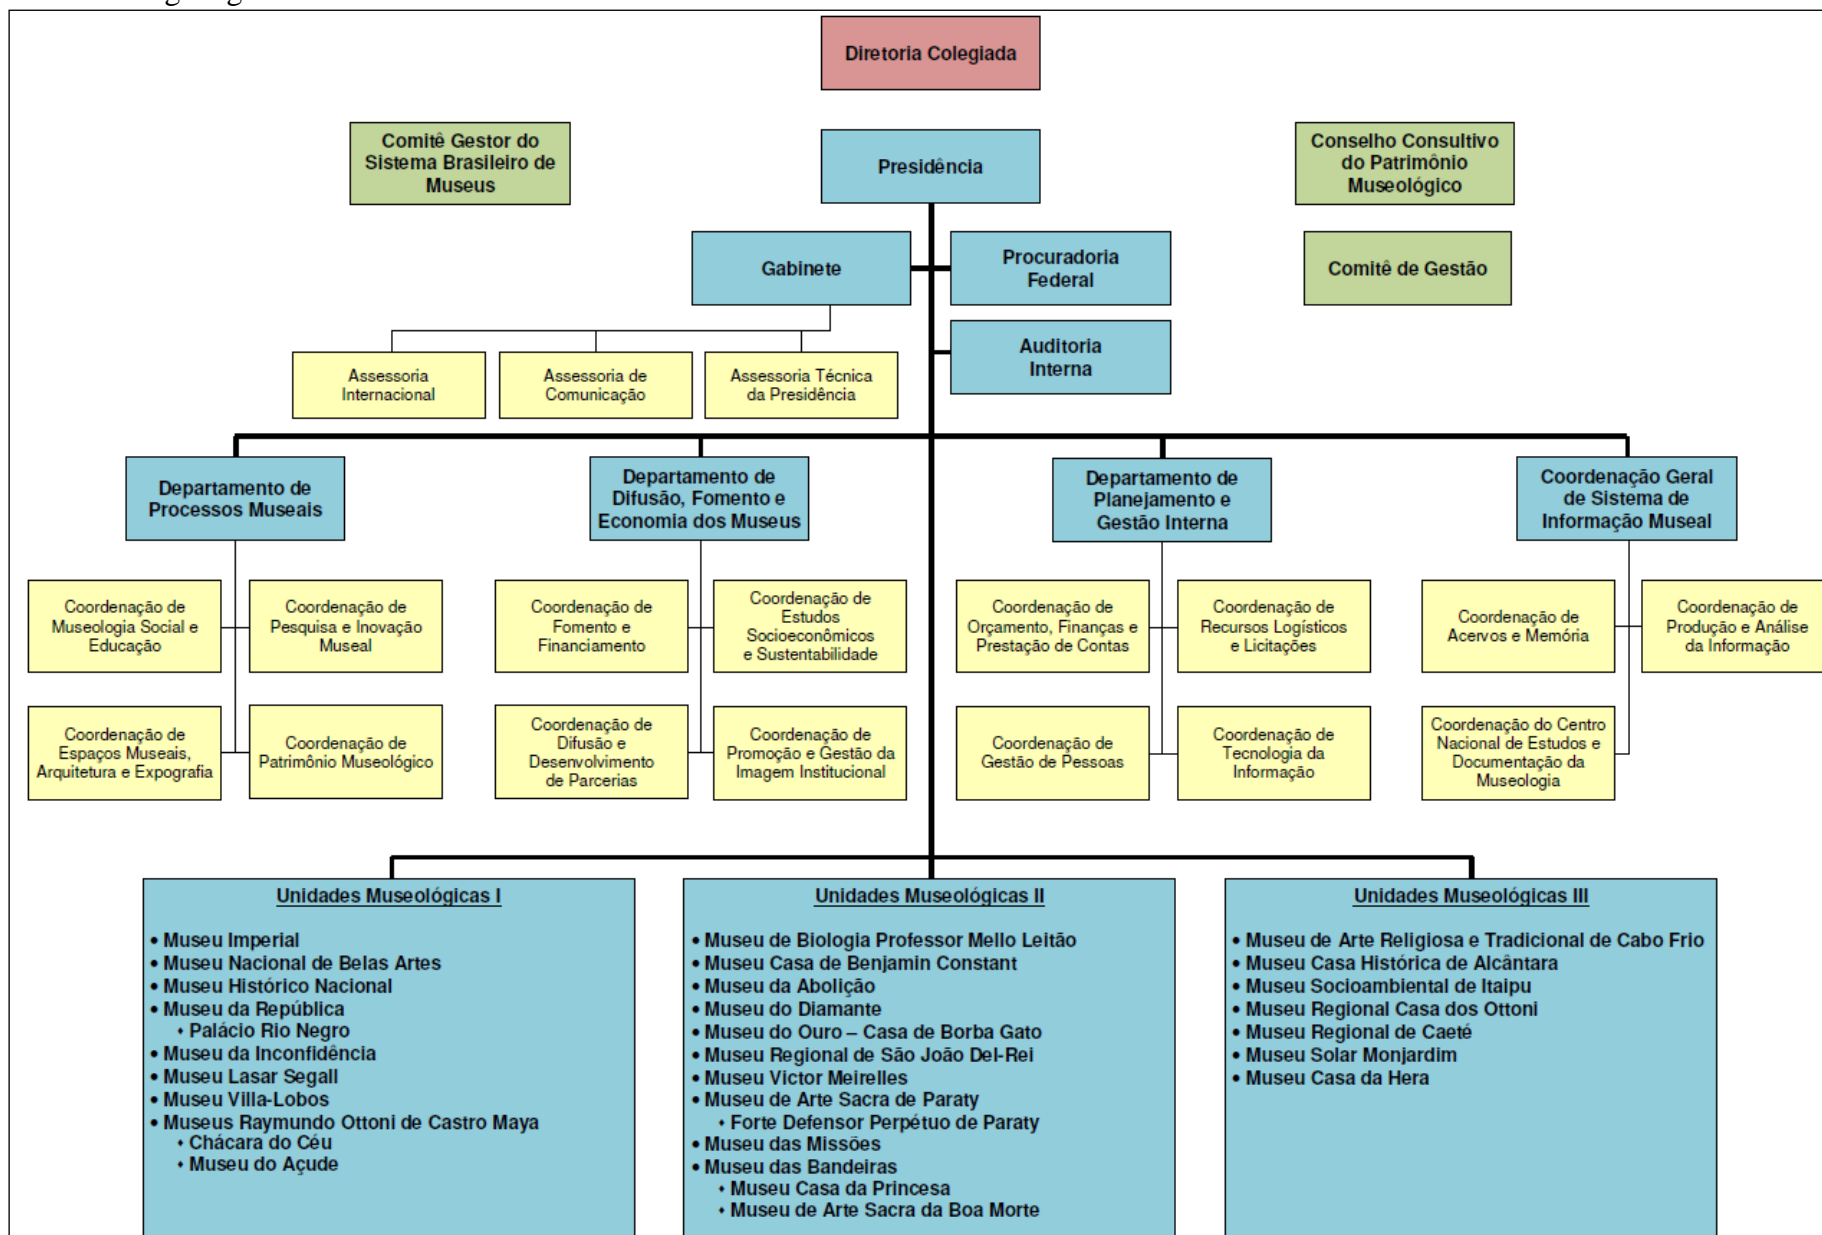 Diretoria Colegiada
Comitê Gestor do
Sistema Brasileiro de
Museus
Presidência
Conselho Consultivo
do Patrimônio
Museológico
Gabinete
Procuradoria
Federal
Comitê de Gestão
Auditoria
Interna
Assessoria
Internacional
Assessoria de
Comunicação
Assessoria Técnica
da Presidência
Departamento de
Processos Museais
Departamento de
Difusão, Fomento e
Economia dos Museus
Departamento de
Planejamento e
Gestão Interna
Coordenação Geral
de Sistema de
Informação Museal
Coordenação de
Museologia Social e
Educação
Coordenação de
Pesquisa e Inovação
Museal
Coordenação de
Fomento e
Financiamento
Coordenação de
Estudos
Socioeconômicos
e Sustentabilidade
Coordenação de
Orçamento, Finanças e
Prestação de Contas
Coordenação de
Recursos Logísticos
e Licitações
Coordenação de
Acervos e Memória
Coordenação de
Produção e Análise
da Informação
Coordenação de
Espaços Museais,
Arquitetura e Expografia
Coordenação de
Patrimônio Museológico
Coordenação de
Difusão e
Desenvolvimento
de Parcerias
Coordenação de
Promoção e Gestão da
Imagem Institucional
Coordenação de
Gestão de Pessoas
Coordenação de
Tecnologia da
Informação
Coordenação do Centro
Nacional de Estudos e
Documentação da
Museologia
Unidades Museológicas I
• Museu Imperial
• Museu Nacional de Belas Artes
• Museu Histórico Nacional
• Museu da República
⬩ Palácio Rio Negro
• Museu da Inconfidência
• Museu Lasar Segall
• Museu Villa-Lobos
• Museus Raymundo Ottoni de Castro Maya
⬩ Chácara do Céu
⬩ Museu do Açude
Unidades Museológicas II
• Museu de Biologia Professor Mello Leitão
• Museu Casa de Benjamin Constant
• Museu da Abolição
• Museu do Diamante
• Museu do Ouro – Casa de Borba Gato
• Museu Regional de São João Del-Rei
• Museu Victor Meirelles
• Museu de Arte Sacra de Paraty
⬩ Forte Defensor Perpétuo de Paraty
• Museu das Missões
• Museu das Bandeiras
⬩ Museu Casa da Princesa
⬩ Museu de Arte Sacra da Boa Morte
Unidades Museológicas III
• Museu de Arte Religiosa e Tradicional de Cabo Frio
• Museu Casa Histórica de Alcântara
• Museu Socioambiental de Itaipu
• Museu Regional Casa dos Ottoni
• Museu Regional de Caeté
• Museu Solar Monjardim
• Museu Casa da Hera